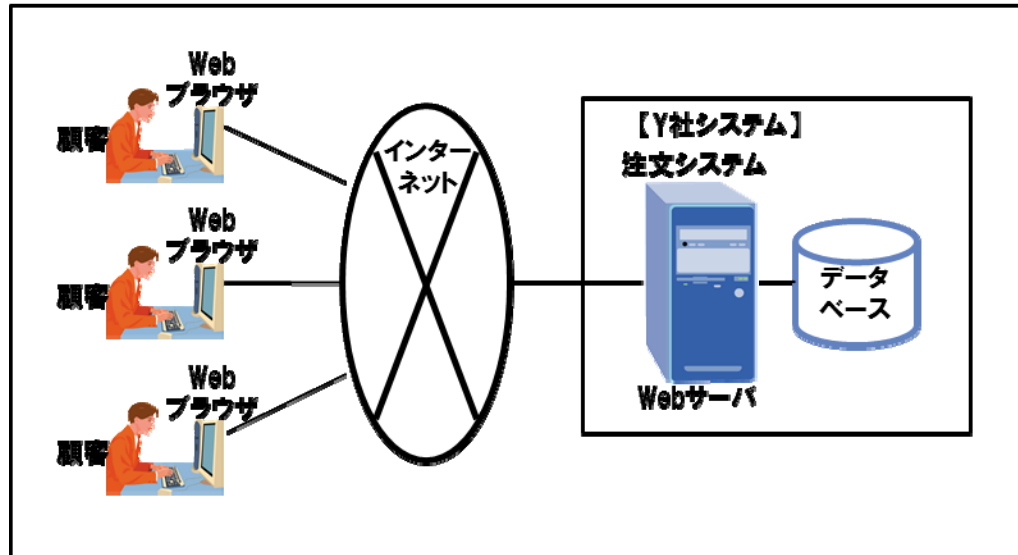 Web
ブラウザ
顧客
Web
ブラウザ
顧客
Web
ブラウザ
顧客
インター
ネット
【Y社システム】
注文システム
Webサーバ
データ
ベース